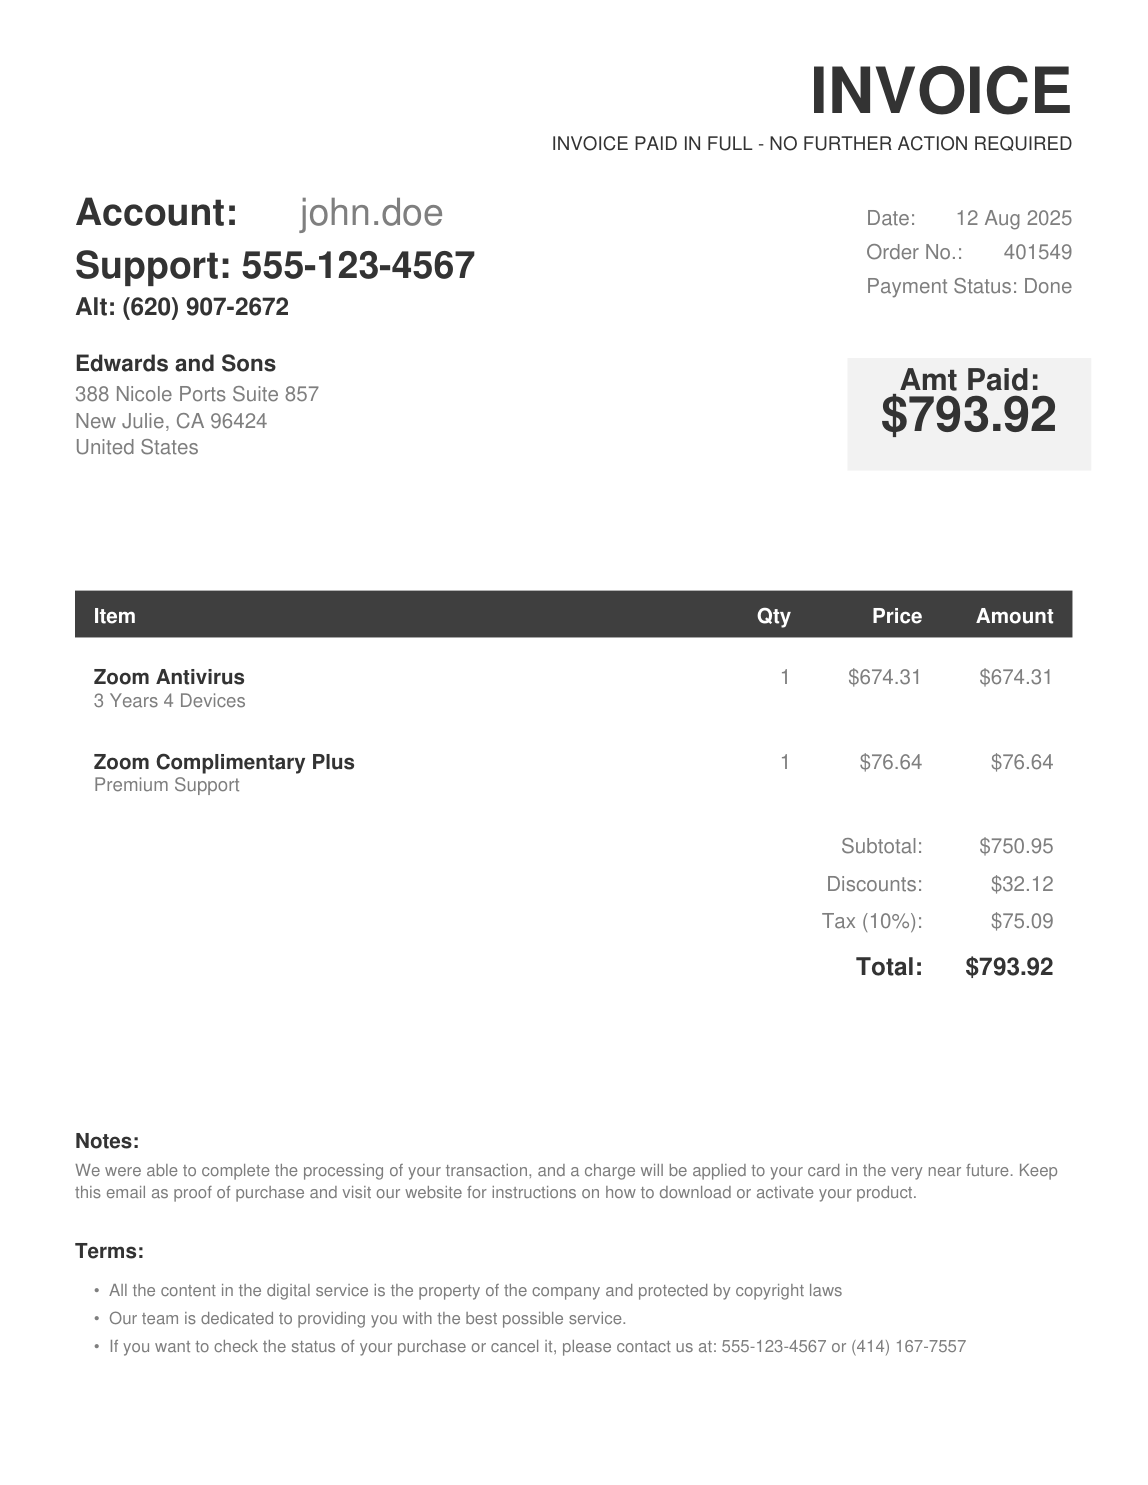 INVOICE
INVOICE PAID IN FULL - NO FURTHER ACTION REQUIRED
Account: john.doe
Support: 555-123-4567
Alt: (620) 907-2672
Date: 12 Aug 2025
Order No.: 401549
Payment Status: Done
Edwards and Sons
388 Nicole Ports Suite 857
New Julie, CA 96424
United States
Amt Paid:
$793.92
Item Qty Price Amount
Zoom Antivirus 1 $674.31 $674.31
3 Years 4 Devices
Zoom Complimentary Plus 1 $76.64 $76.64
Premium Support
Subtotal: $750.95
Discounts: $32.12
Tax (10%): $75.09
Total: $793.92
Notes:
We were able to complete the processing of your transaction, and a charge will be applied to your card in the very near future. Keep
this email as proof of purchase and visit our website for instructions on how to download or activate your product.
Terms:
• All the content in the digital service is the property of the company and protected by copyright laws
• Our team is dedicated to providing you with the best possible service.
• If you want to check the status of your purchase or cancel it, please contact us at: 555-123-4567 or (414) 167-7557